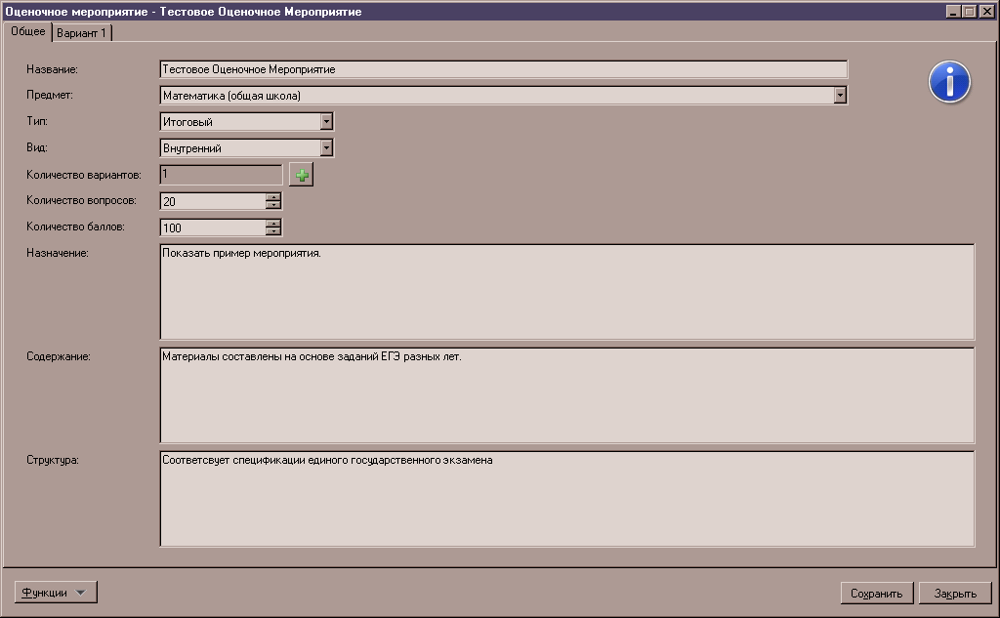 Оценочное мероприятие - Тестовое Оценочное Мероприятие
Общее Вариант 1
Название: Тестовое Оценочное Мероприятие
Предмет: Математика (общая школа)
Тип: Итоговый
Вид: Внутренний
Количество вариантов: 1
Количество вопросов: 20
Количество баллов: 100
Назначение: Показать пример мероприятия.
Содержание: Материалы составлены на основе заданий ЕГЭ разных лет.
Структура: Соответсвует спецификации единого государственного экзамена
Функции Сохранить Закрыть